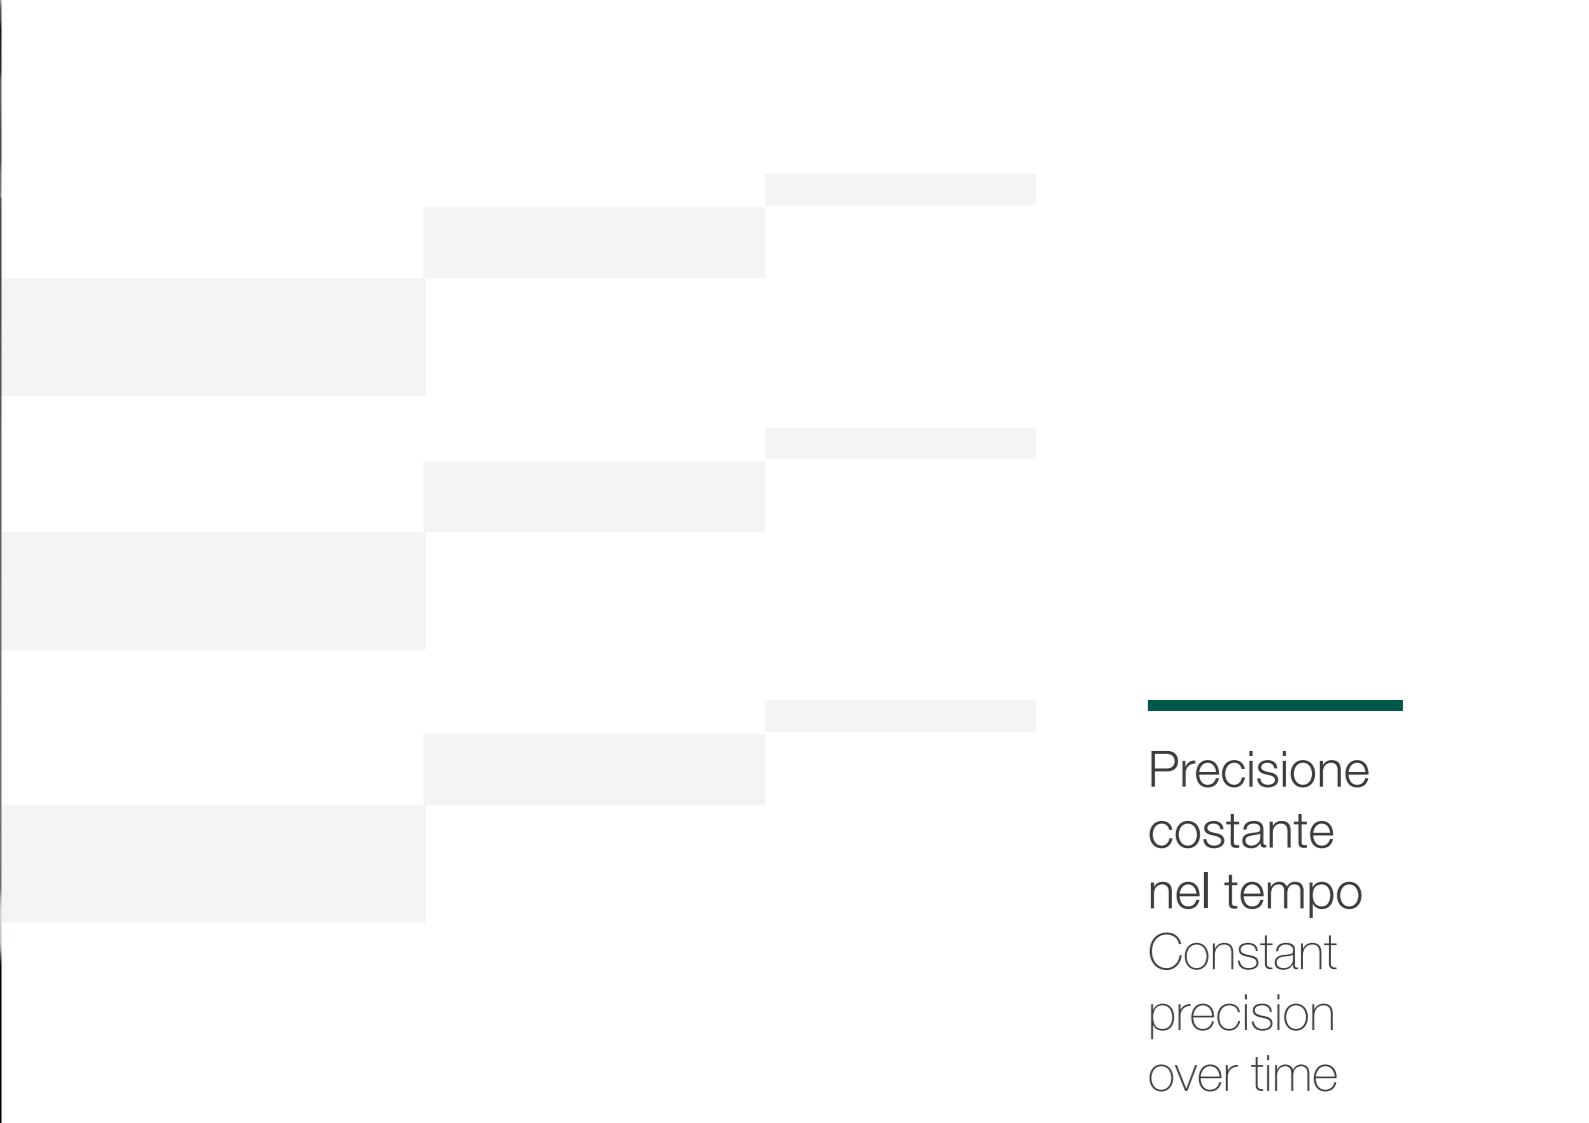 Precisione
costante
nel tempo
Constant
precision
over time